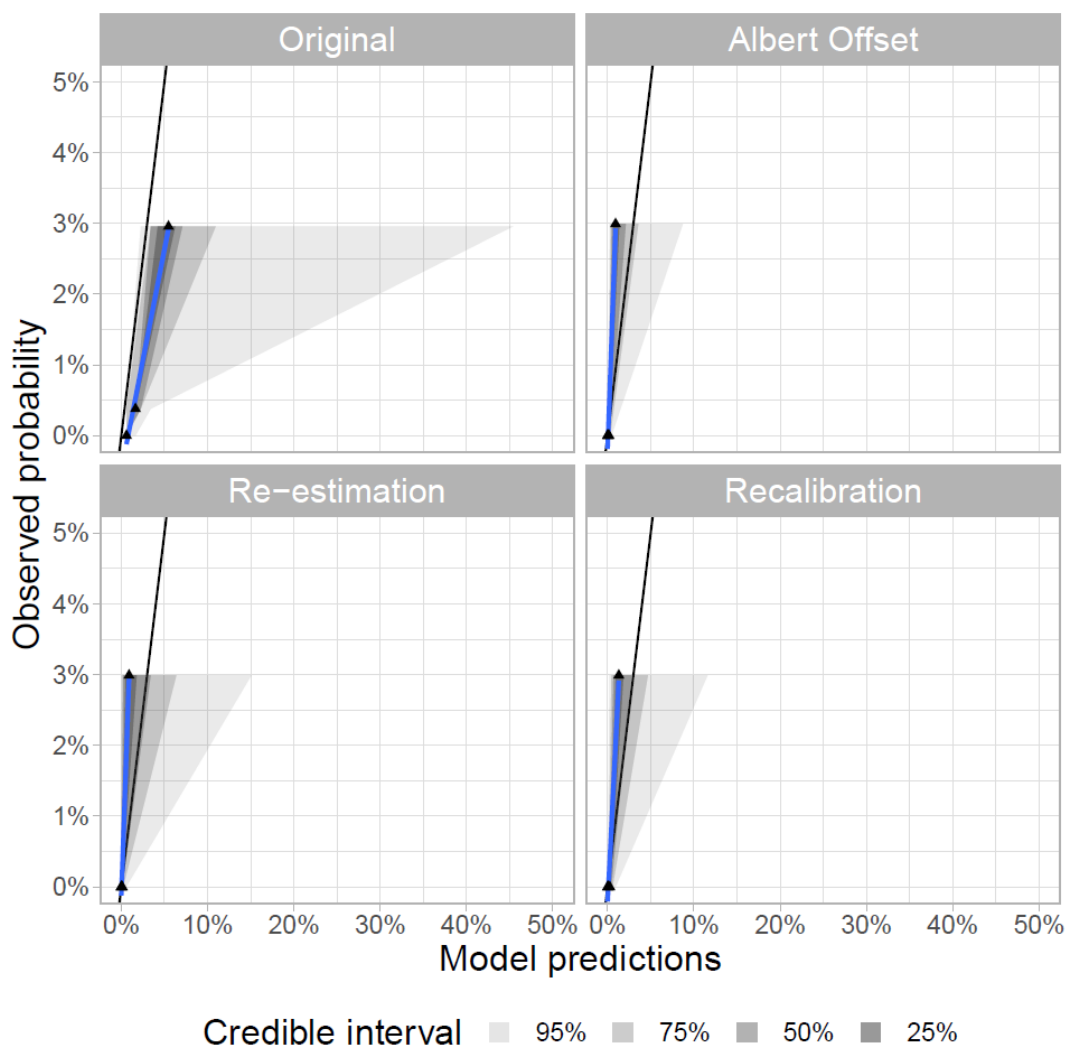 Original
Albert Offset
5%
4%
3%
2%
1%
0%
Re−estimation
Recalibration
5%
4%
3%
2%
1%
0%
Observed probability
0% 10% 20% 30% 40% 50%
0% 10% 20% 30% 40% 50%
Model predictions
Credible interval 95% 75% 50% 25%